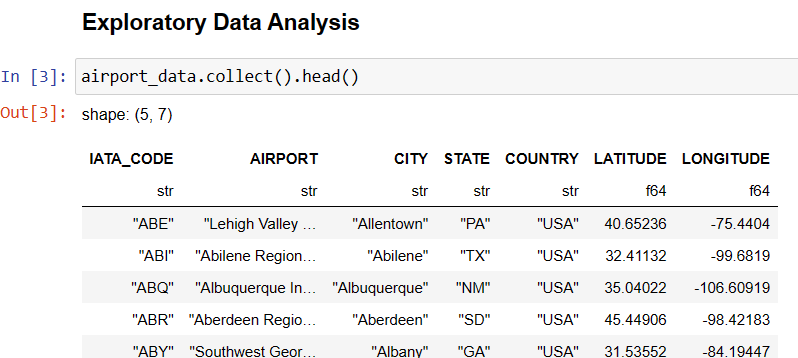 Exploratory Data Analysis
In [3]: airport_data.collect().head()
Out[3]: shape: (5, 7)
IATA_CODE AIRPORT CITY STATE COUNTRY LATITUDE LONGITUDE
str str str str str f64 f64
"ABE" "Lehigh Valley ... "Allentown" "PA" "USA" 40.65236 -75.4404
"ABI" "Abilene Region... "Abilene" "TX" "USA" 32.41132 -99.6819
"ABQ" "Albuquerque In... "Albuquerque" "NM" "USA" 35.04022 -106.60919
"ABR" "Aberdeen Regio... "Aberdeen" "SD" "USA" 45.44906 -98.42183
"ABY" "Southwest Geor... "Albany" "GA" "USA" 31.53552 -84.19447